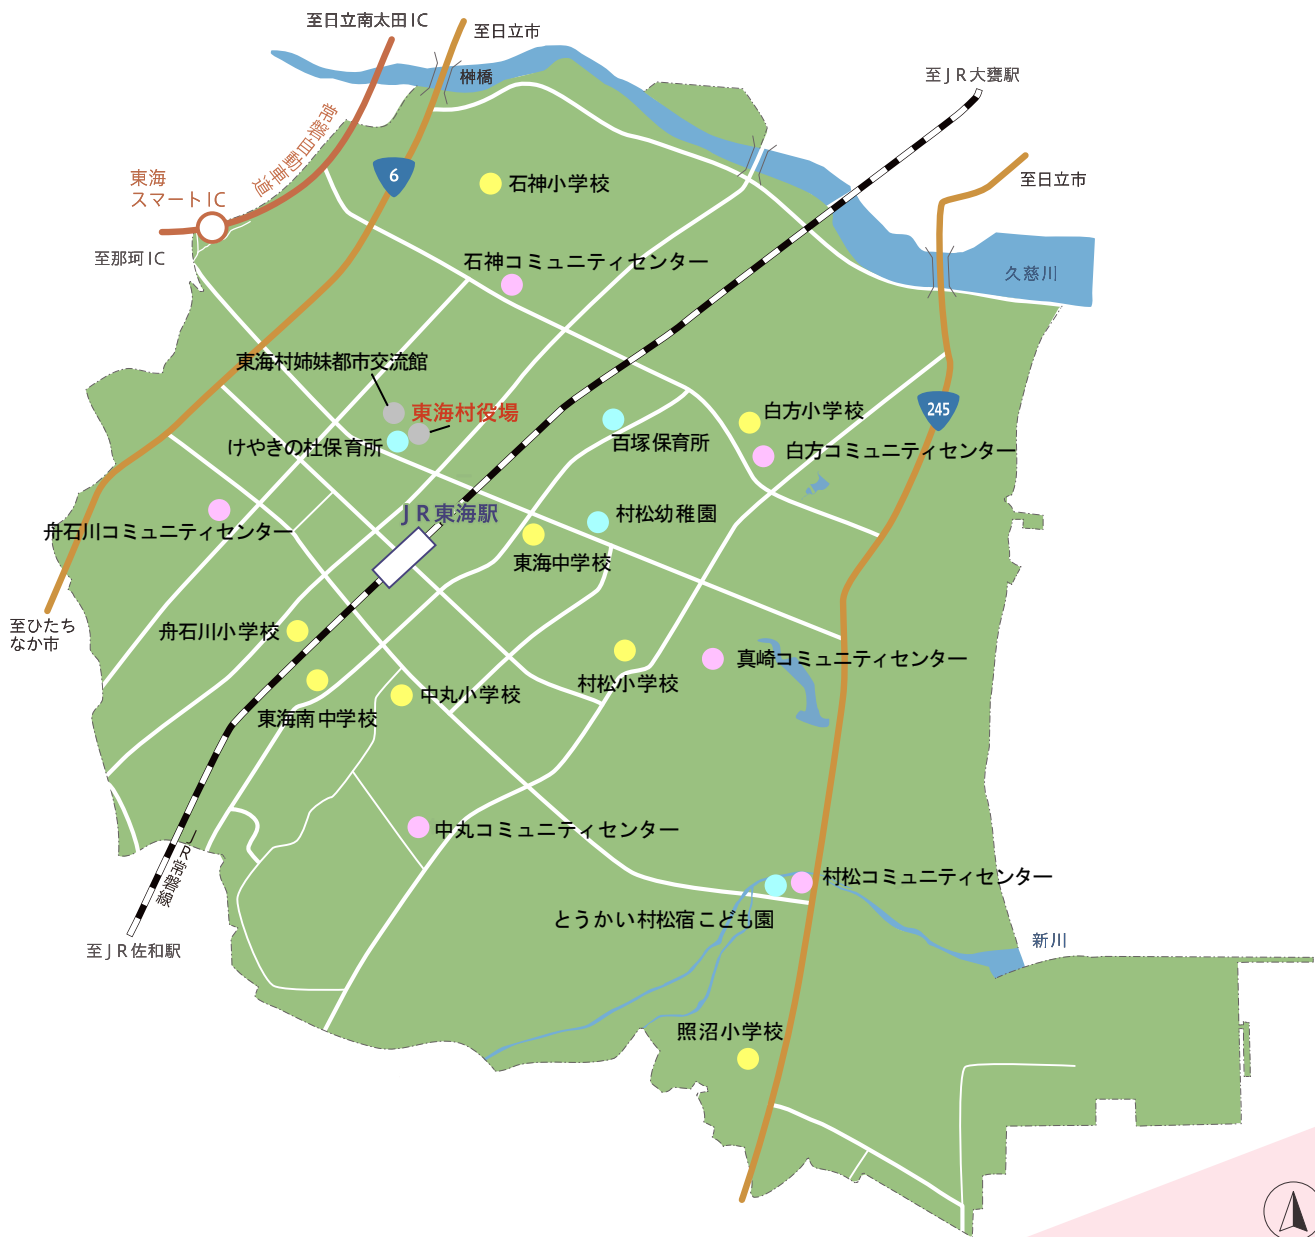 至日立南太田IC
至日立市
榊橋
至JR大甕駅
常磐自動車道
6
東海
スマートIC
石神小学校
至日立市
至那珂IC
石神コミュニティセンター
久慈川
東海村姉妹都市交流館
東海村役場
245
白方小学校
けやきの杜保育所
百塚保育所
白方コミュニティセンター
JR東海駅
村松幼稚園
舟石川コミュニティセンター
東海中学校
至ひたち
なか市
舟石川小学校
真崎コミュニティセンター
村松小学校
中丸小学校
東海南中学校
中丸コミュニティセンター
JR常磐線
村松コミュニティセンター
とうかい村松宿こども園
新川
至JR佐和駅
照沼小学校